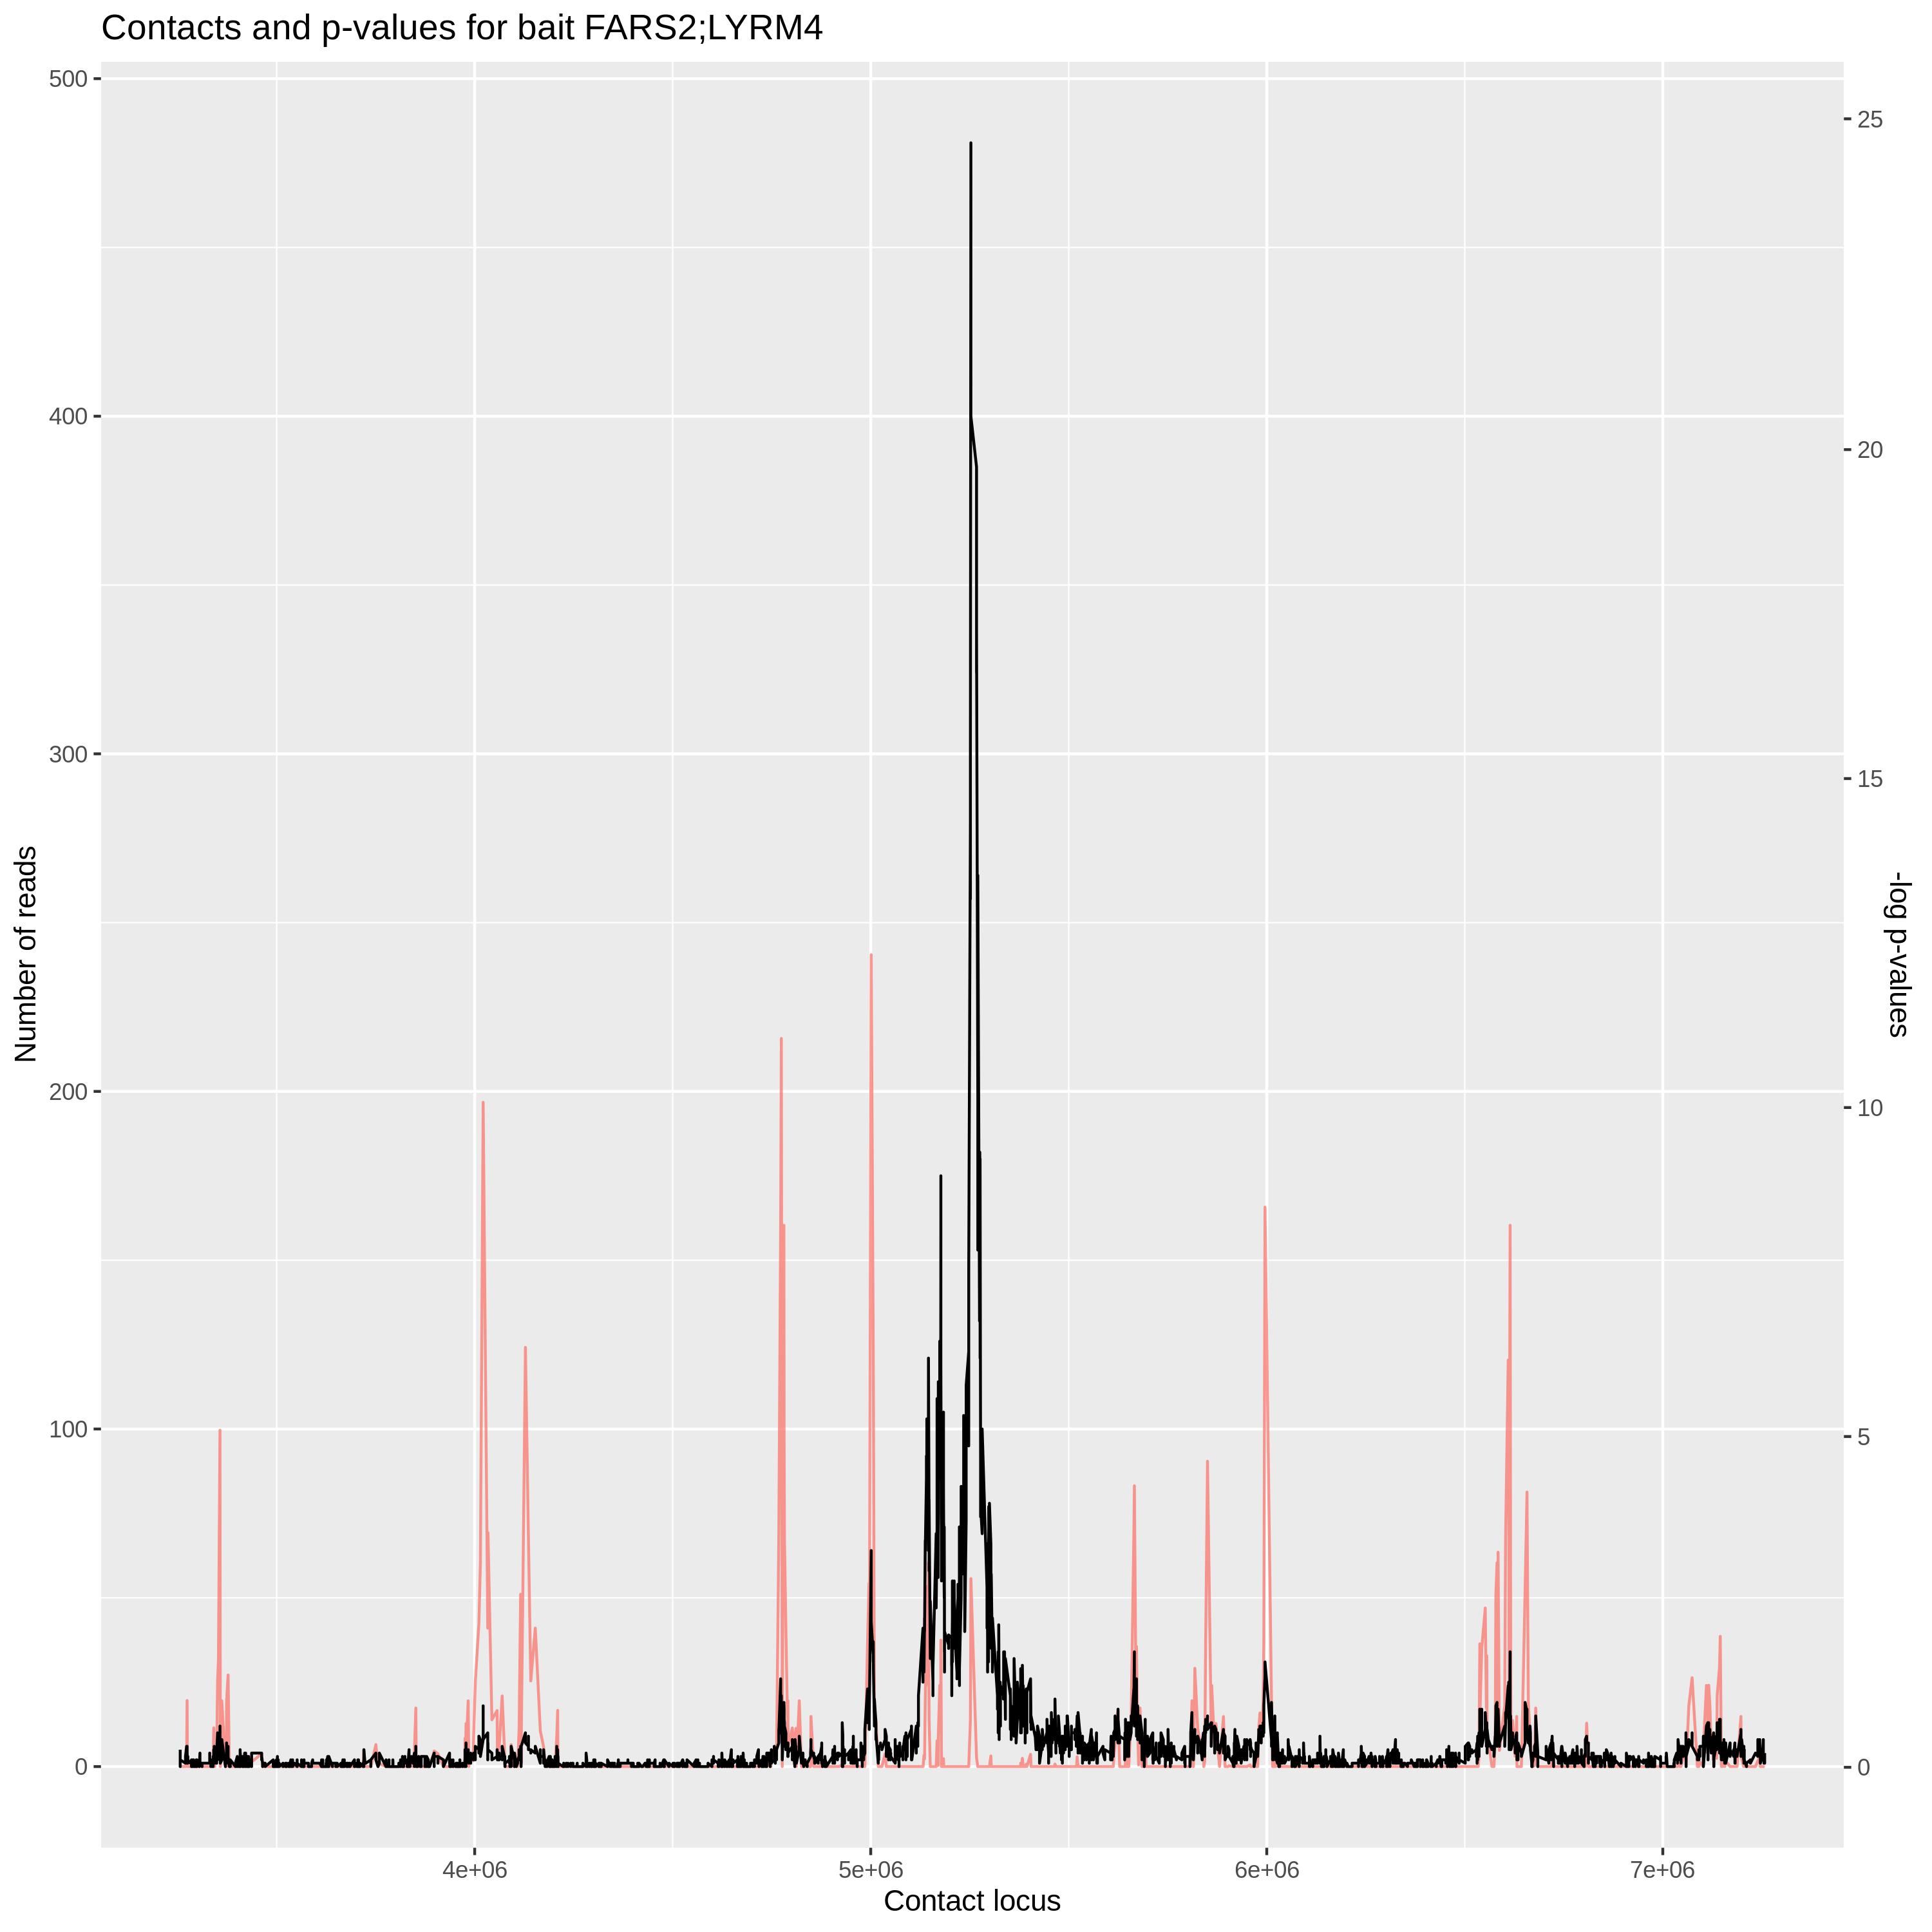 Contacts and p-values for bait FARS2;LYRM4
500
400
300
200
100
0
Number of reads
25
20
15
10
5
0
-log p-values
4e+06
5e+06
6e+06
7e+06
Contact locus